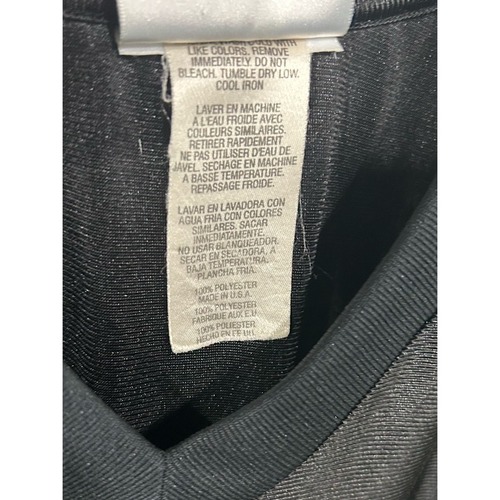 WITH
LIKE COLORS. REMOVE
IMMEDIATELY. DO NOT
BLEACH. TUMBLE DRY LOW.
COOL IRON
LAVER EN MACHINE
A L'EAU FROIDE AVEC
COULEURS SIMILAIRES.
RETIRER RAPIDEMENT
NE PAS UTILISER D'EAU DE
JAVEL. SECHAGE EN MACHINE
A BASSE TEMPERATURE.
REPASSAGE FROIDE.
LAVAR EN LAVADORA CON
AGUA FRIA CON COLORES
SIMILARES. SACAR
INMEDIATAMENTE.
NO USAR BLANQUEADOR.
SECAR EN SECADORA A
BAJA TEMPERATURA.
PLANCHA FRIA.
100% POLYESTER
MADE IN U.S.A.
100% POLYESTER
FABRIQUE AUX E.U.
100% POLIESTER
HECHO EN